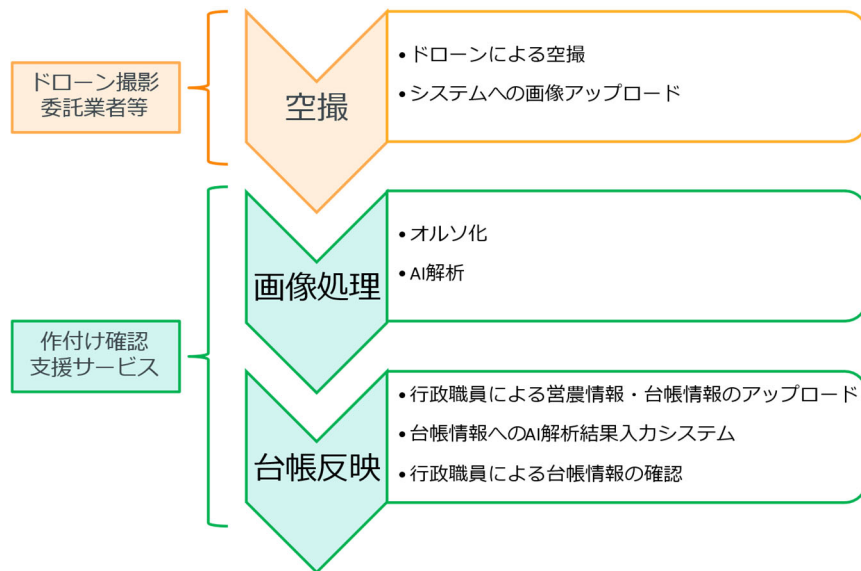 ドローン撮影
委託業者等
空撮
•ドローンによる空撮
•システムへの画像アップロード
作付け確認
支援サービス
画像処理
•オルソ化
•AI解析
台帳反映
•行政職員による営農情報・台帳情報のアップロード
•台帳情報へのAI解析結果入力システム
•行政職員による台帳情報の確認